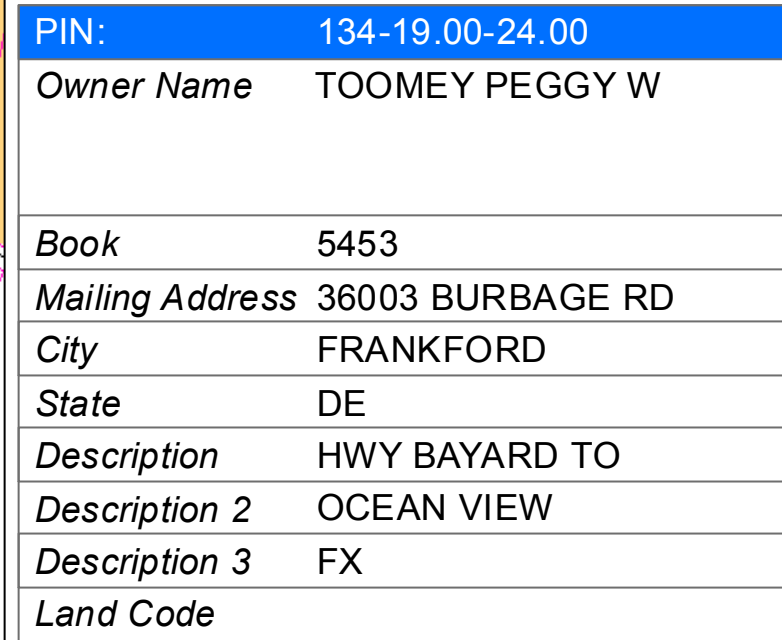 PIN: 134-19.00-24.00
Owner Name TOOMEY PEGGY W
Book 5453
Mailing Address 36003 BURBAGE RD
City FRANKFORD
State DE
Description HWY BAYARD TO
Description 2 OCEAN VIEW
Description 3 FX
Land Code